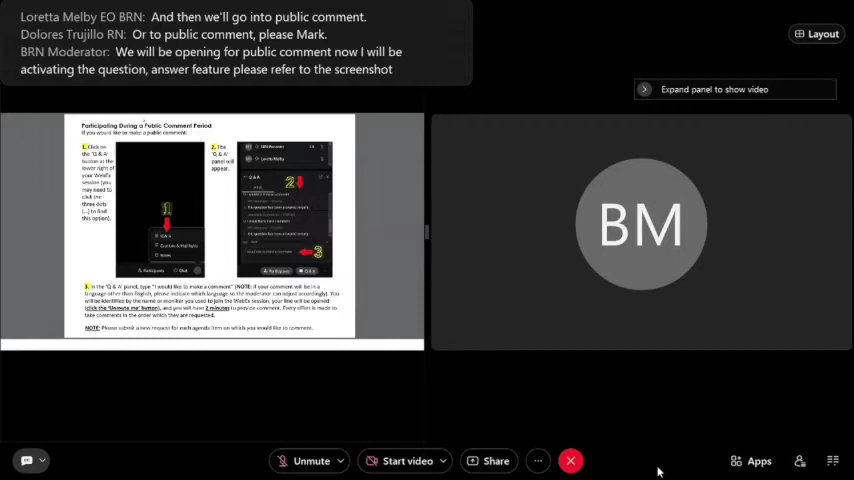 Loretta Melby EO BRN: And then we'll go into public comment.
Dolores Trujillo RN: Or to public comment, please Mark.
BRN Moderator: We will be opening for public comment now I will be
activating the question, answer feature please refer to the screenshot
Layout
Expand panel to show video
Participating During a Public Comment Period
If you would like to make a public comment:
1. Click on
the 'Q & A'
button at the
lower right of
your WebEx
session (you
may need to
click the
three dots
(...) to find
this option).
1
Q & A
Notes
Participants
Chat
2. The
'Q & A'
panel will
appear.
Loretta Melby
Q & A
2
3
Participants
Q & A
3. In the 'Q & A' panel, type "I would like to make a comment" (NOTE: If your comment will be in a
language other than english, please indicate which language so the moderator can adjust accordingly). You
will be identified by the name or moniker you used to join the WebEx session, your line will be opened
(click the 'Unmute me' button), and you will have 2 minutes to provide comment. Every effort is made to
take comments in the order which they are requested.
NOTE: Please submit a new request for each agenda item on which you would like to comment.
BM
Unmute
Start video
Share
Apps